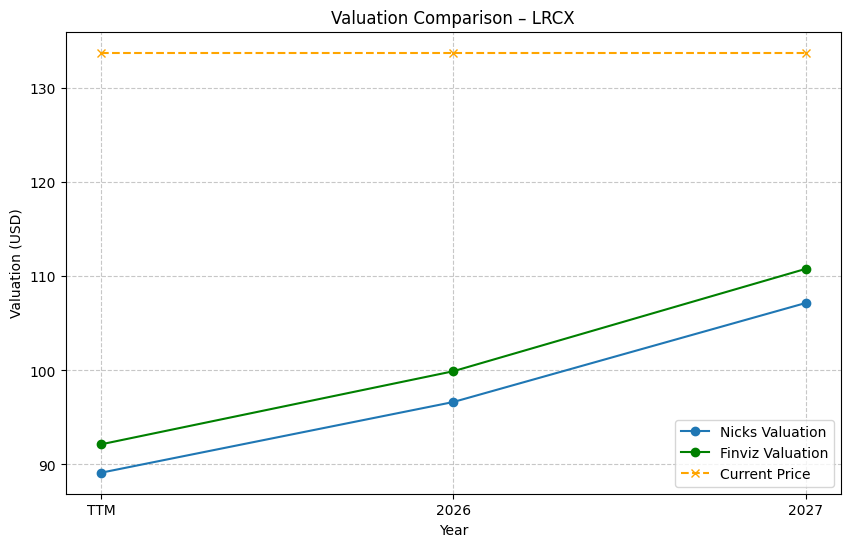 Valuation Comparison – LRCX
Valuation (USD)
130
120
110
100
90
TTM
2026
2027
Year
Nicks Valuation
Finviz Valuation
Current Price